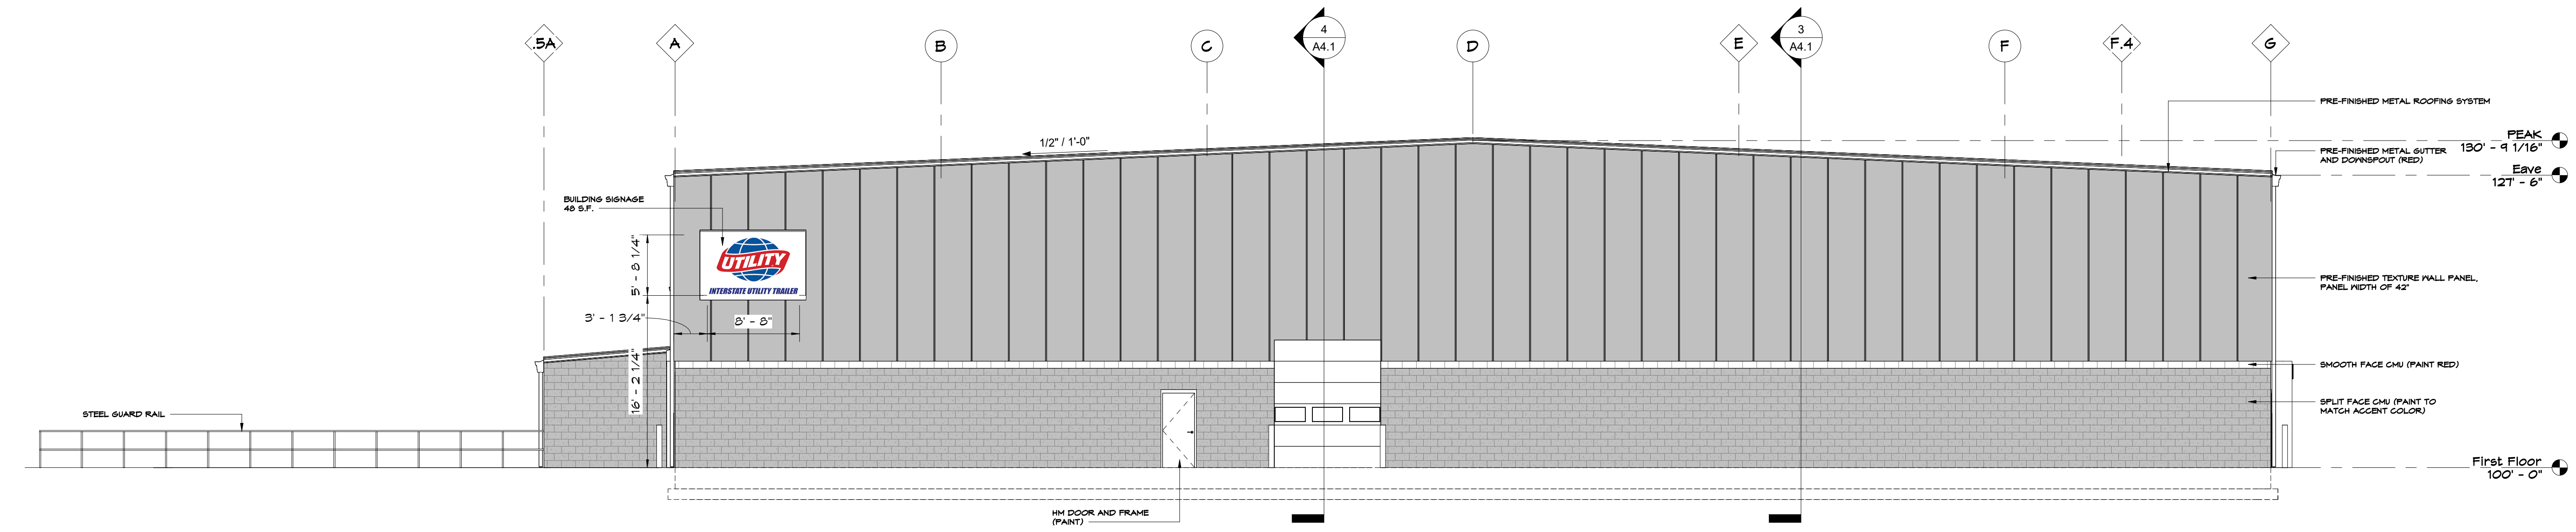 .5A
A
B
C
4
A4.1
D
E
3
A4.1
F
F.4
G
1/2" / 1'-0"
PRE-FINISHED METAL ROOFING SYSTEM
PEAK
130' - 9 1/16"
PRE-FINISHED METAL GUTTER
AND DOWNSPOUT (RED)
Eave
127' - 6"
BUILDING SIGNAGE
48 S.F.
5' - 8 1/4"
UTILITY
INTERSTATE UTILITY TRAILER
3' - 1 3/4"
8' - 8"
PRE-FINISHED TEXTURE WALL PANEL,
PANEL WIDTH OF 42"
16' - 2 1/4"
SMOOTH FACE CMU (PAINT RED)
STEEL GUARD RAIL
SPLIT FACE CMU (PAINT TO
MATCH ACCENT COLOR)
First Floor
100' - 0"
HM DOOR AND FRAME
(PAINT)